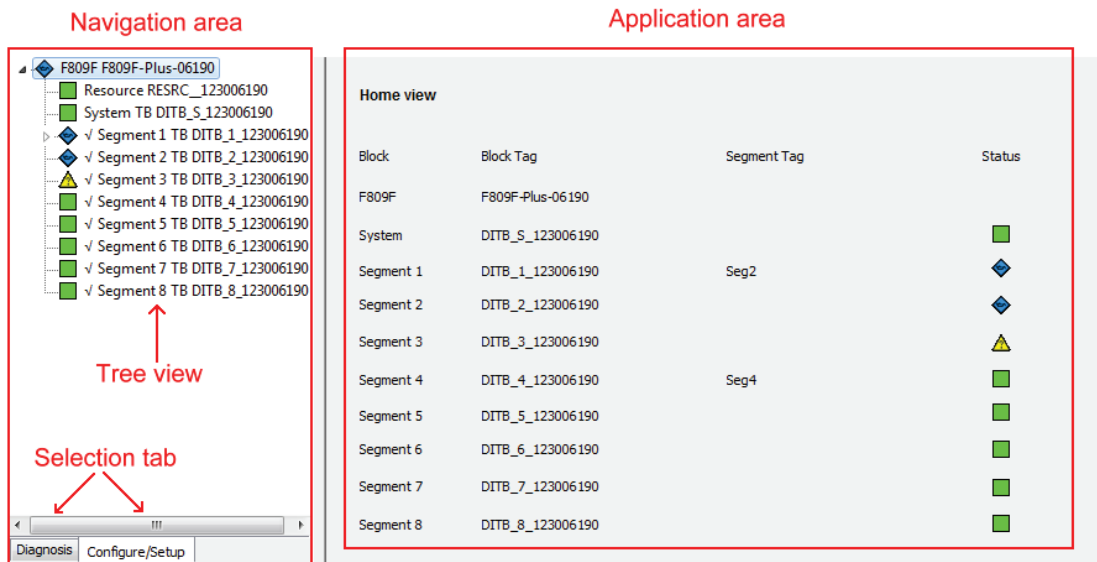 Navigation area
Application area
F809F F809F-Plus-06190
Resource RESRC__123006190
System TB DITB_S_123006190
√ Segment 1 TB DITB_1_123006190
√ Segment 2 TB DITB_2_123006190
√ Segment 3 TB DITB_3_123006190
√ Segment 4 TB DITB_4_123006190
√ Segment 5 TB DITB_5_123006190
√ Segment 6 TB DITB_6_123006190
√ Segment 7 TB DITB_7_123006190
√ Segment 8 TB DITB_8_123006190
Tree view
Selection tab
Diagnosis Configure/Setup
Home view
Block Block Tag Segment Tag Status
F809F F809F-Plus-06190
System DITB_S_123006190
Segment 1 DITB_1_123006190 Seg2
Segment 2 DITB_2_123006190
Segment 3 DITB_3_123006190
Segment 4 DITB_4_123006190 Seg4
Segment 5 DITB_5_123006190
Segment 6 DITB_6_123006190
Segment 7 DITB_7_123006190
Segment 8 DITB_8_123006190